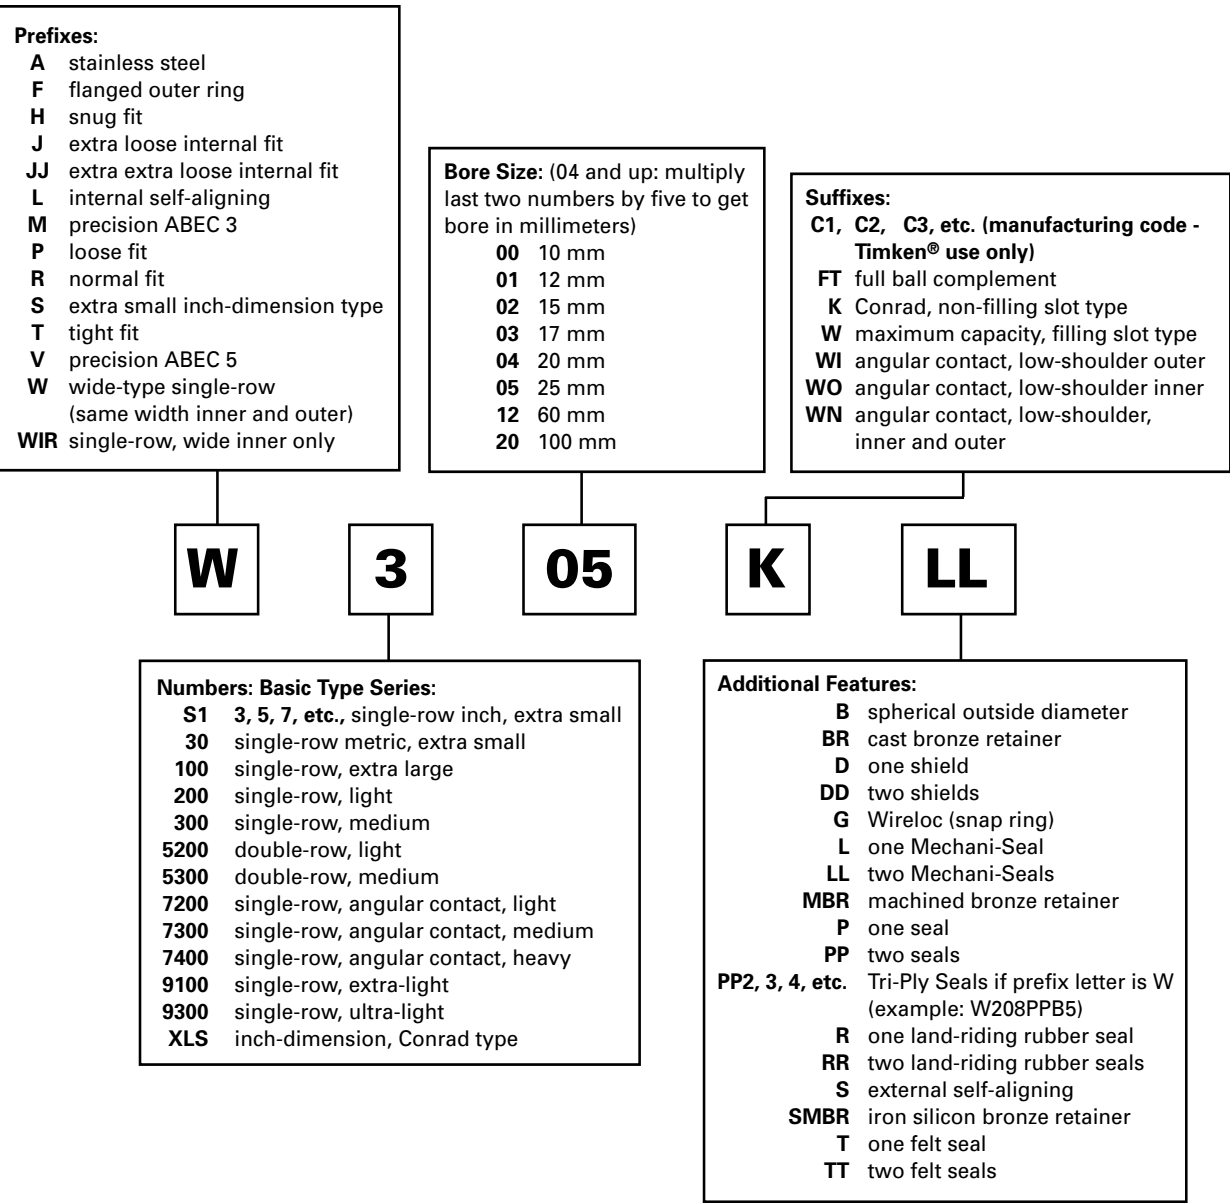 Prefixes:
A stainless steel
F flanged outer ring
H snug fit
J extra loose internal fit
JJ extra extra loose internal fit
L internal self-aligning
M precision ABEC 3
P loose fit
R normal fit
S extra small inch-dimension type
T tight fit
V precision ABEC 5
W wide-type single-row
(same width inner and outer)
WIR single-row, wide inner only
Bore Size: (04 and up: multiply
last two numbers by five to get
bore in millimeters)
00 10 mm
01 12 mm
02 15 mm
03 17 mm
04 20 mm
05 25 mm
12 60 mm
20 100 mm
Suffixes:
C1, C2, C3, etc. (manufacturing code -
Timken® use only)
FT full ball complement
K Conrad, non-filling slot type
W maximum capacity, filling slot type
WI angular contact, low-shoulder outer
WO angular contact, low-shoulder inner
WN angular contact, low-shoulder,
inner and outer
W 3 05 K LL
Numbers: Basic Type Series:
S1 3, 5, 7, etc., single-row inch, extra small
30 single-row metric, extra small
100 single-row, extra large
200 single-row, light
300 single-row, medium
5200 double-row, light
5300 double-row, medium
7200 single-row, angular contact, light
7300 single-row, angular contact, medium
7400 single-row, angular contact, heavy
9100 single-row, extra-light
9300 single-row, ultra-light
XLS inch-dimension, Conrad type
Additional Features:
B spherical outside diameter
BR cast bronze retainer
D one shield
DD two shields
G Wireloc (snap ring)
L one Mechani-Seal
LL two Mechani-Seals
MBR machined bronze retainer
P one seal
PP two seals
PP2, 3, 4, etc. Tri-Ply Seals if prefix letter is W
(example: W208PPB5)
R one land-riding rubber seal
RR two land-riding rubber seals
S external self-aligning
SMBR iron silicon bronze retainer
T one felt seal
TT two felt seals